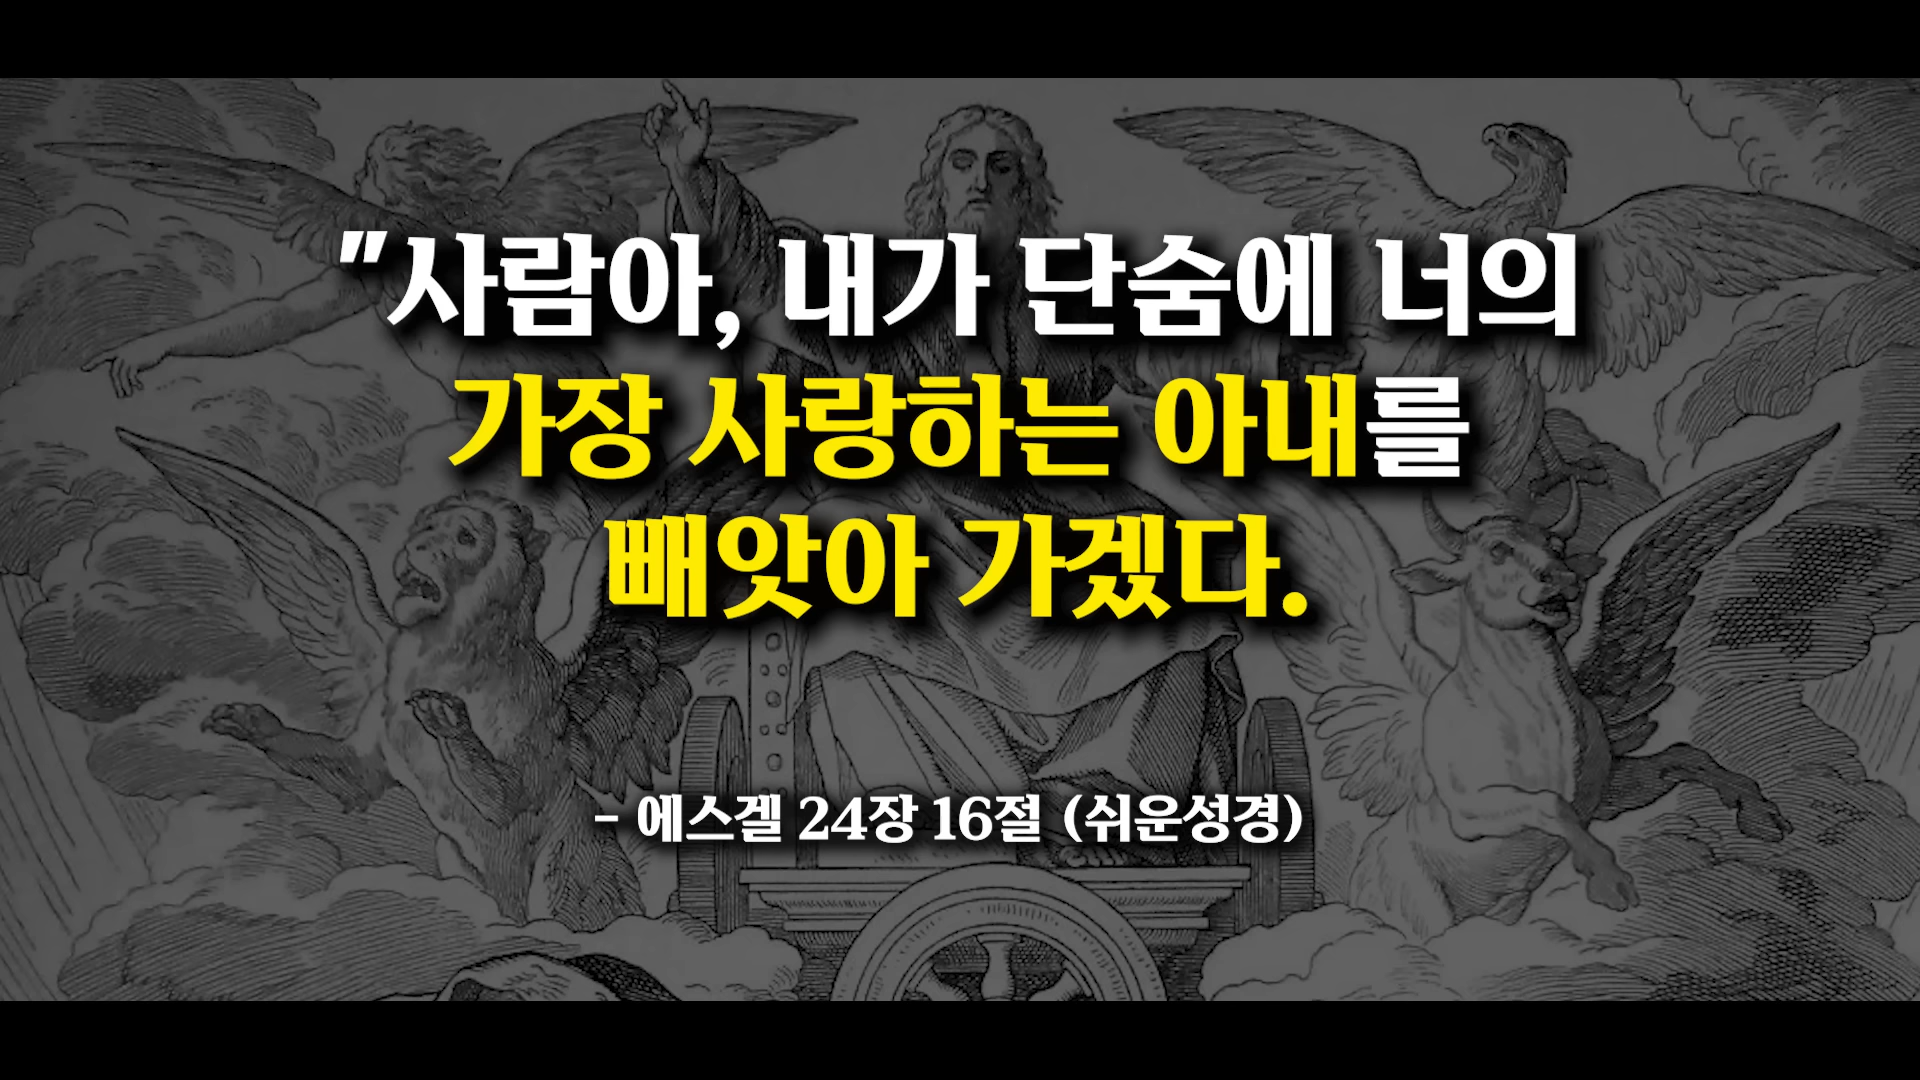 "사람아, 내가 단숨에 너의
가장 사랑하는 아내를
빼앗아 가겠다.
- 에스겔 24장 16절 (쉬운성경)